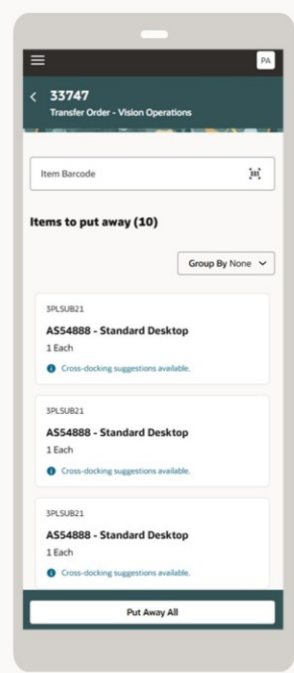 PA
33747
Transfer Order - Vision Operations
Item Barcode
Items to put away (10)
Group By None
3PLSUB21
AS54888 - Standard Desktop
1 Each
Cross-docking suggestions available.
3PLSUB21
AS54888 - Standard Desktop
1 Each
Cross-docking suggestions available.
3PLSUB21
AS54888 - Standard Desktop
1 Each
Cross-docking suggestions available.
Put Away All